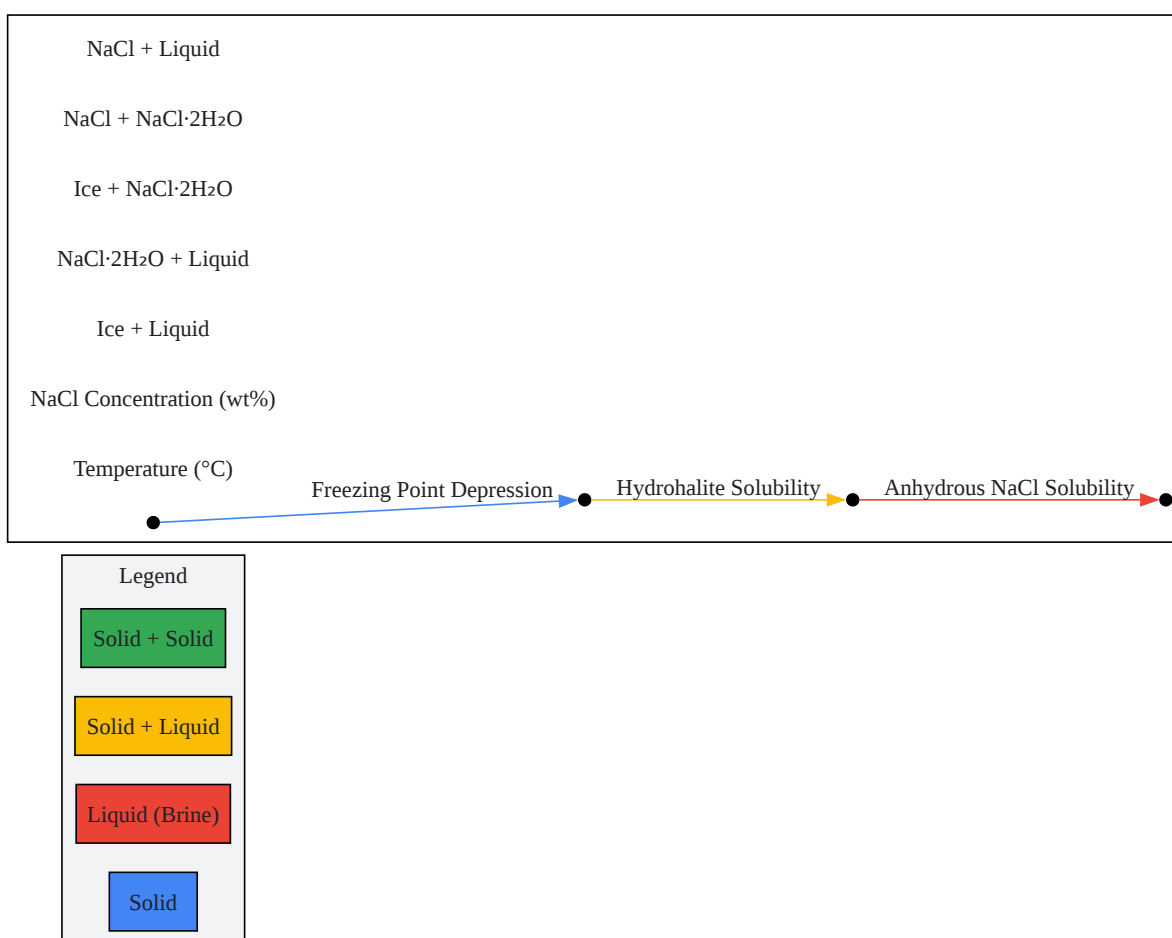 NaCl + Liquid
NaCl + NaCl·2H₂O
Ice + NaCl·2H₂O
NaCl·2H₂O + Liquid
Ice + Liquid
NaCl Concentration (wt%)
Temperature (°C)
Freezing Point Depression
Hydrohalite Solubility
Anhydrous NaCl Solubility
Legend
Solid + Solid
Solid + Liquid
Liquid (Brine)
Solid